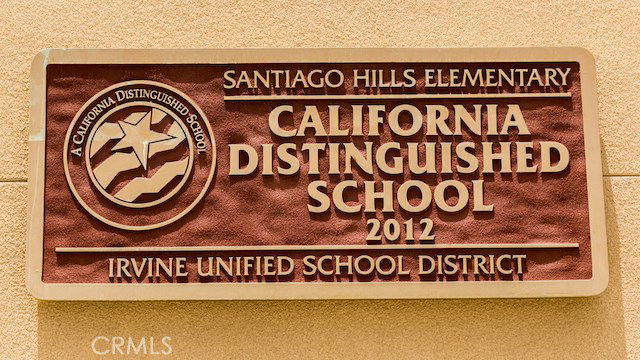 SANTIAGO HILLS ELEMENTARY
A CALIFORNIA DISTINGUISHED SCHOOL
CALIFORNIA
DISTINGUISHED
SCHOOL
2012
IRVINE UNIFIED SCHOOL DISTRICT
CRMLS